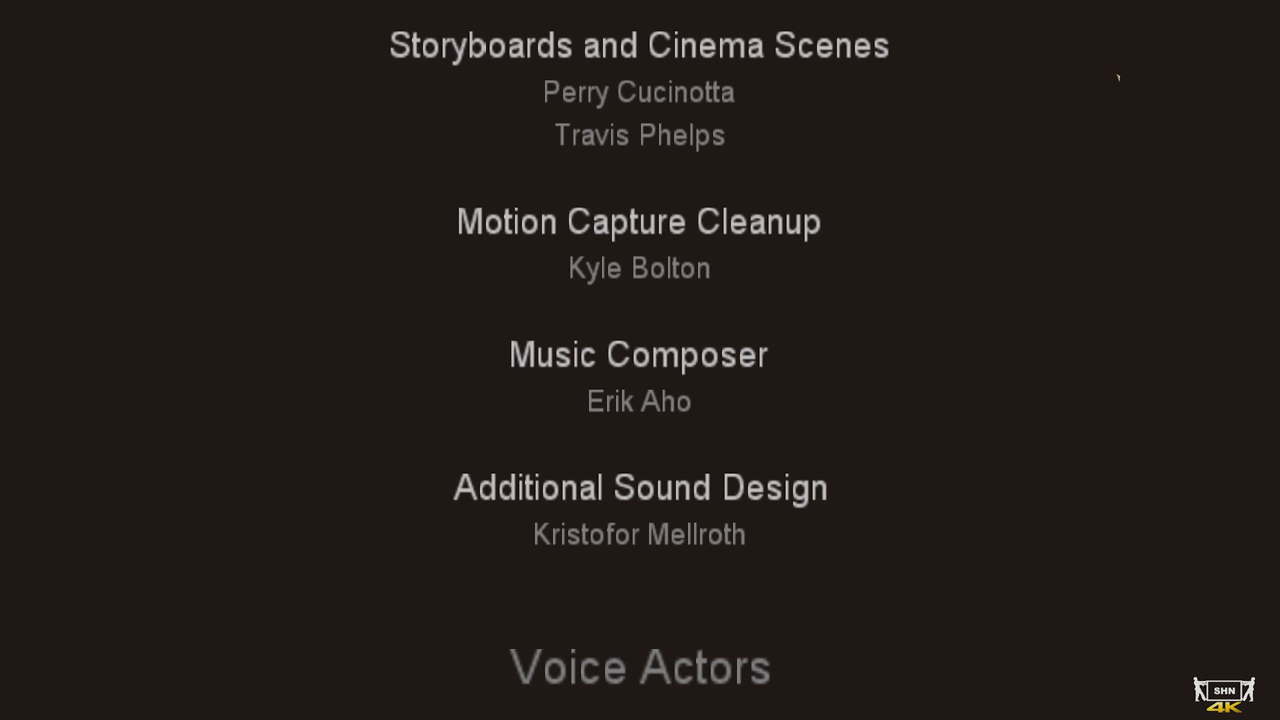 Storyboards and Cinema Scenes
Perry Cucinotta
Travis Phelps
Motion Capture Cleanup
Kyle Bolton
Music Composer
Erik Aho
Additional Sound Design
Kristofor Mellroth
Voice Actors
SHN
4K